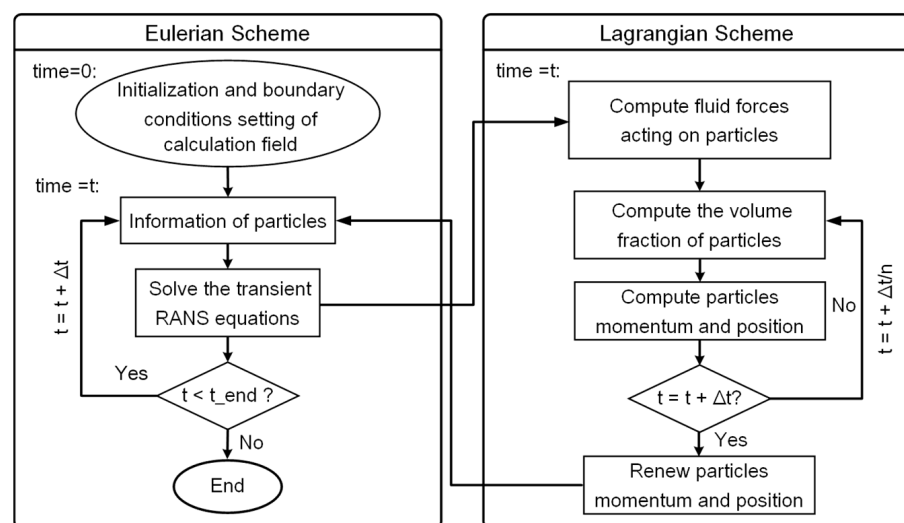 Eulerian Scheme
time=0:
Initialization and boundary
conditions setting of
calculation field
time =t:
Information of particles
Solve the transient
RANS equations
t = t + Δt
Yes
t < t_end ?
No
End
Lagrangian Scheme
time =t:
Compute fluid forces
acting on particles
Compute the volume
fraction of particles
Compute particles
momentum and position
No
t = t + Δt/n
t = t + Δt?
Yes
Renew particles
momentum and position